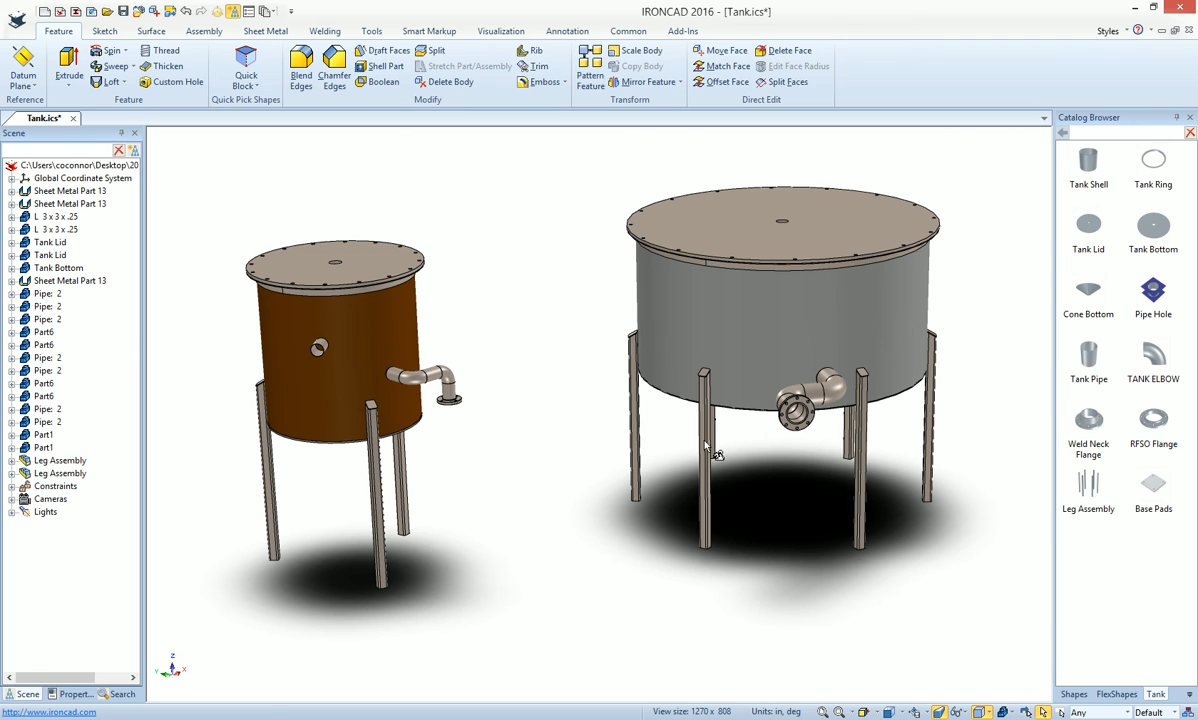 IRONCAD 2016 - [Tank.ics*]
Feature Sketch Surface Assembly Sheet Metal Welding Tools Smart Markup Visualization Annotation Common Add-Ins Styles
Datum Plane
Reference
Extrude
Spin
Sweep
Loft
Thread
Thicken
Custom Hole
Feature
Quick Block
Quick Pick Shapes
Blend Edges
Chamfer Edges
Draft Faces
Shell Part
Boolean
Split
Stretch Part/Assembly
Delete Body
Rib
Trim
Emboss
Modify
Pattern Feature
Scale Body
Copy Body
Mirror Feature
Transform
Move Face
Match Face
Offset Face
Delete Face
Edit Face Radius
Split Faces
Direct Edit
Tank.ics*
Scene
C:\Users\coconnor\Desktop\20
Global Coordinate System
Sheet Metal Part 13
Sheet Metal Part 13
L 3 x 3 x .25
L 3 x 3 x .25
Tank Lid
Tank Lid
Tank Bottom
Sheet Metal Part 13
Pipe: 2
Pipe: 2
Pipe: 2
Part6
Part6
Pipe: 2
Pipe: 2
Part6
Part6
Pipe: 2
Pipe: 2
Part1
Part1
Leg Assembly
Leg Assembly
Constraints
Cameras
Lights
Z
Y
X
Catalog Browser
Tank Shell
Tank Ring
Tank Lid
Tank Bottom
Cone Bottom
Pipe Hole
Tank Pipe
TANK ELBOW
Weld Neck Flange
RFSO Flange
Leg Assembly
Base Pads
Scene Propert... Search
Shapes FlexShapes Tank
http://www.ironcad.com
View size: 1270 x 808
Units: in, deg
Any
Default